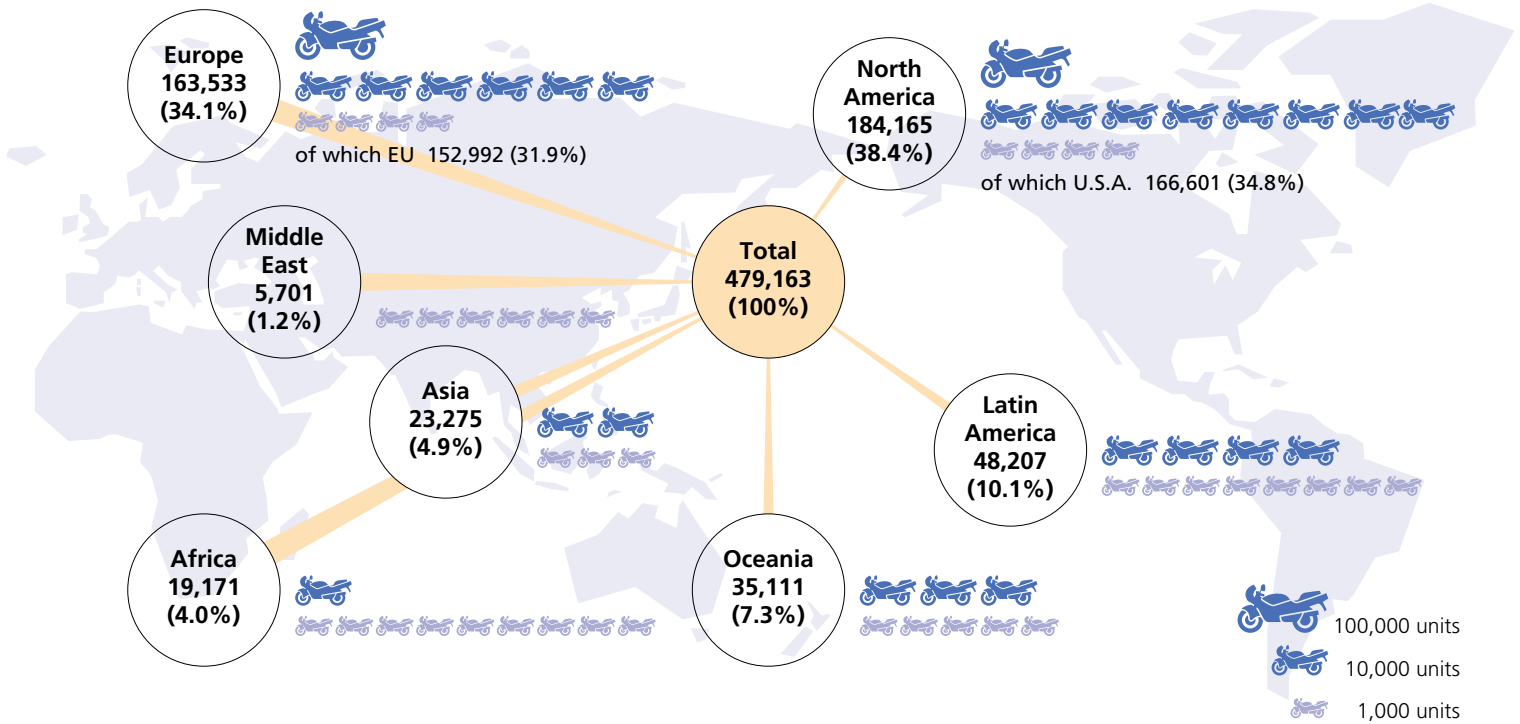 Europe
163,533
(34.1%)
of which EU 152,992 (31.9%)
North
America
184,165
(38.4%)
of which U.S.A. 166,601 (34.8%)
Middle
East
5,701
(1.2%)
Total
479,163
(100%)
Asia
23,275
(4.9%)
Latin
America
48,207
(10.1%)
Africa
19,171
(4.0%)
Oceania
35,111
(7.3%)
100,000 units
10,000 units
1,000 units